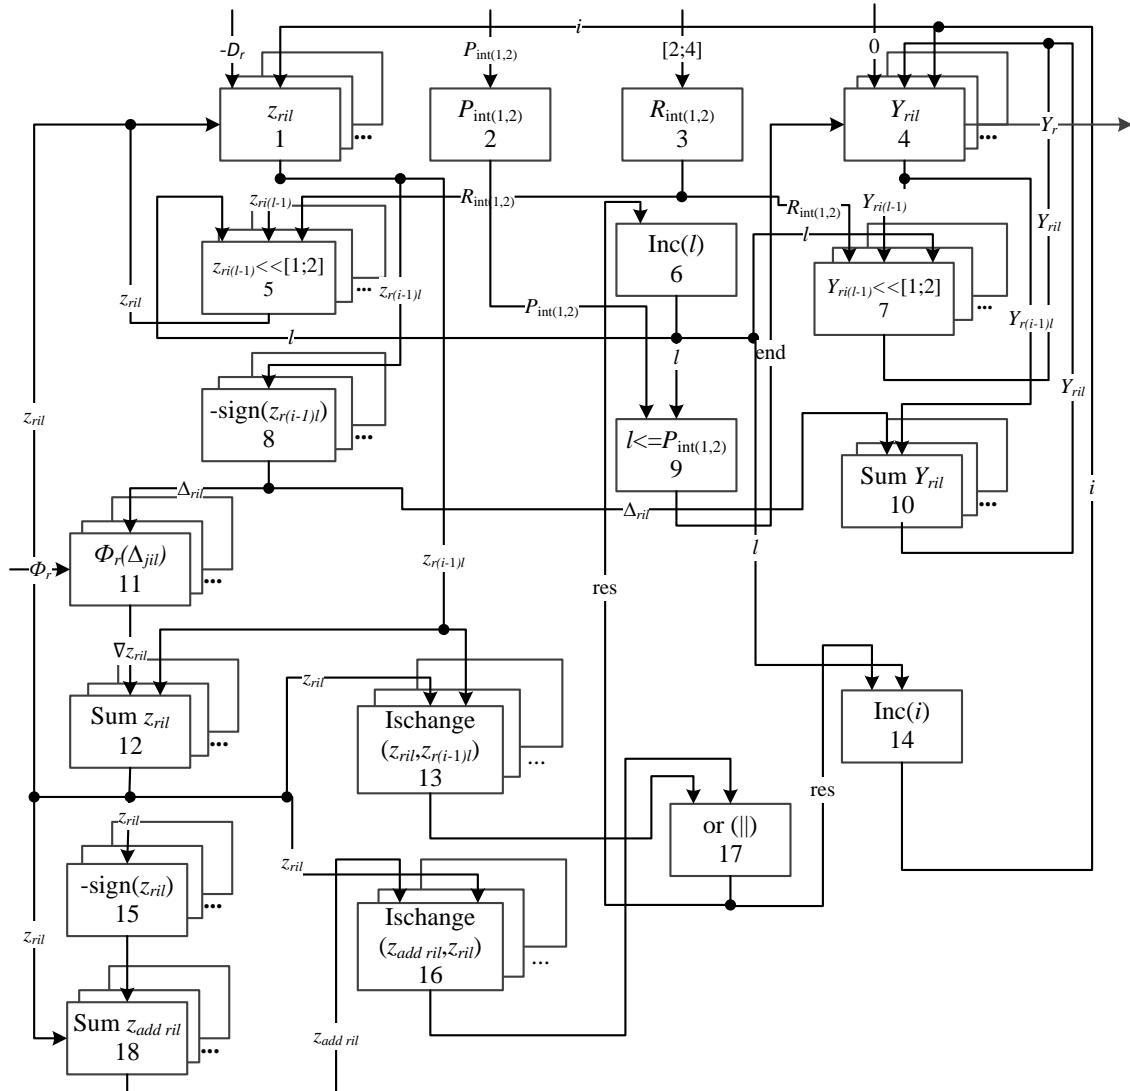 i
-D_r
P_int(1,2)
[2;4]
0
z_ril
1
...
P_int(1,2)
2
R_int(1,2)
3
Y_ril
4
...
Y_r
z_ri(l-1)
R_int(1,2)
R_int(1,2)
Y_ri(l-1)
l
Y_ril
z_ri(l-1)<<[1;2]
5
...
z_ril
z_r(i-1)l
Inc(l)
6
Y_ri(l-1)<<[1;2]
7
...
P_int(1,2)
Y_r(i-1)l
l
l
end
Y_ril
z_ril
-sign(z_r(i-1)l)
8
...
l<=P_int(1,2)
9
Sum Y_ril
10
...
Δ_ril
Δ_ril
i
Φ_r
Φ_r(Δ_jil)
11
...
z_r(i-1)l
l
res
∇z_ril
Sum z_ril
12
...
z_ril
Ischange
(z_ril,z_r(i-1)l)
13
...
Inc(i)
14
res
or (||)
17
z_ril
-sign(z_ril)
15
...
z_ril
z_ril
Ischange
(z_add ril,z_ril)
16
...
Sum z_add ril
18
...
z_add ril